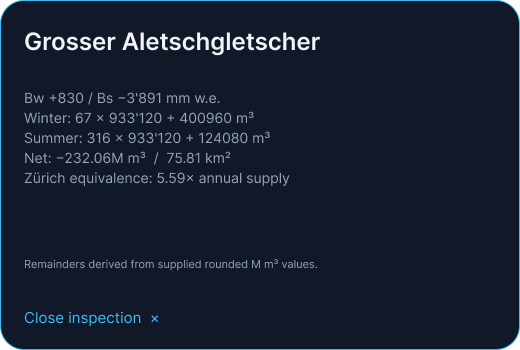 Grosser Aletschgletscher
Bw +830 / Bs −3'891 mm w.e.
Winter: 67 × 933'120 + 400960 m³
Summer: 316 × 933'120 + 124080 m³
Net: −232.06M m³ / 75.81 km²
Zürich equivalence: 5.59× annual supply
Remainders derived from supplied rounded M m³ values.
Close inspection ×